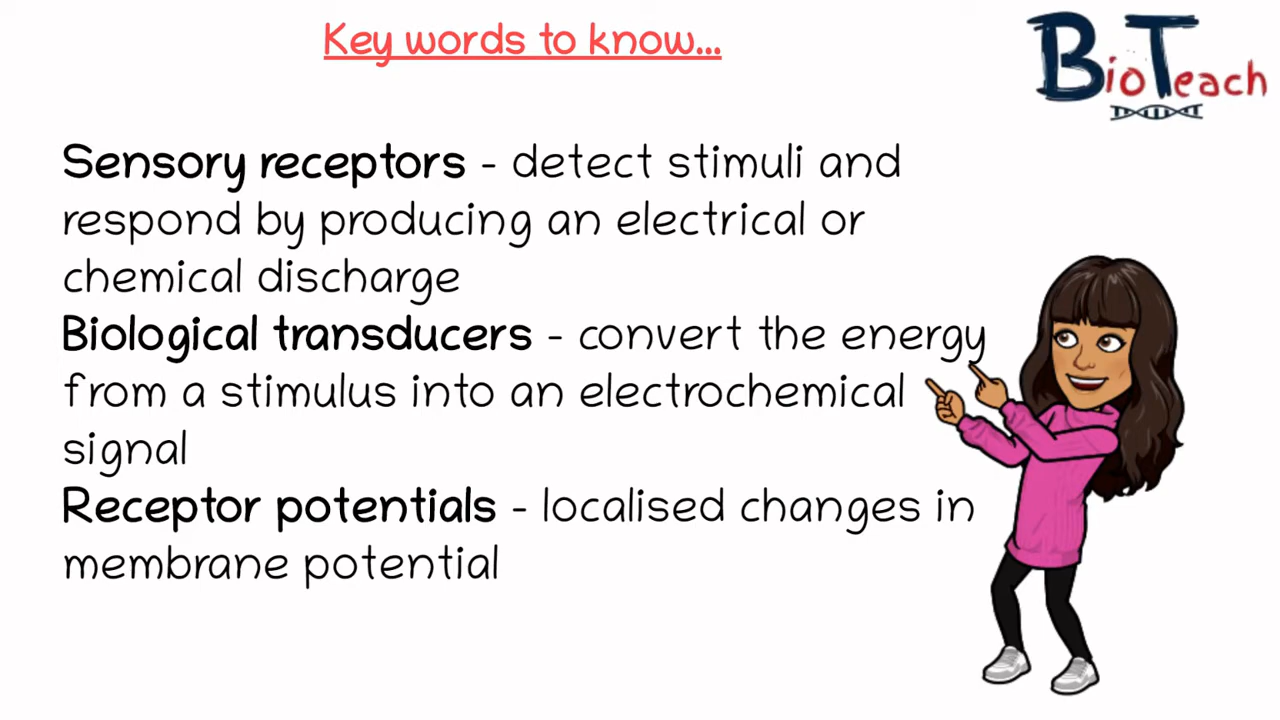 Key words to know...
BioTeach
Sensory receptors - detect stimuli and
respond by producing an electrical or
chemical discharge
Biological transducers - convert the energy
from a stimulus into an electrochemical
signal
Receptor potentials - localised changes in
membrane potential